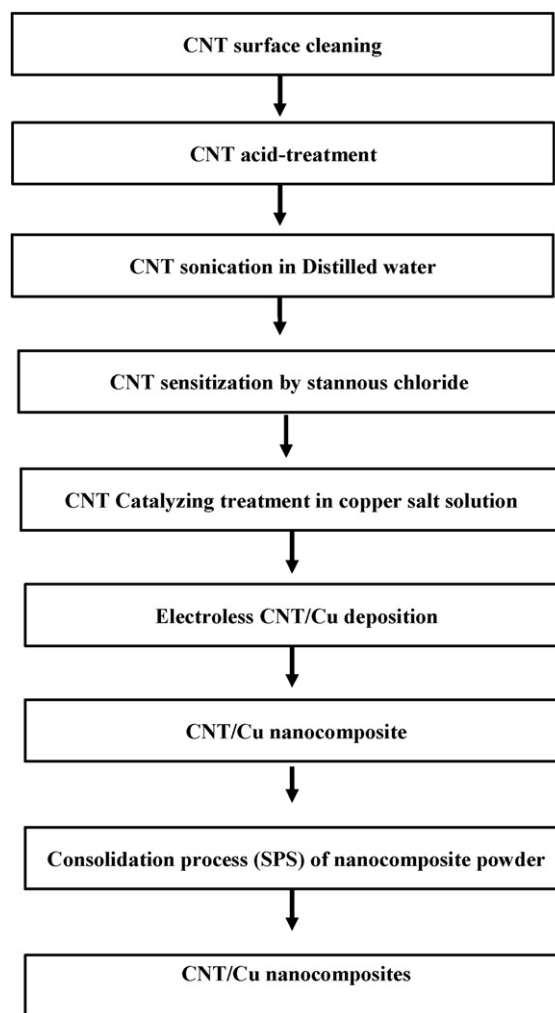 CNT surface cleaning
CNT acid-treatment
CNT sonication in Distilled water
CNT sensitization by stannous chloride
CNT Catalyzing treatment in copper salt solution
Electroless CNT/Cu deposition
CNT/Cu nanocomposite
Consolidation process (SPS) of nanocomposite powder
CNT/Cu nanocomposites